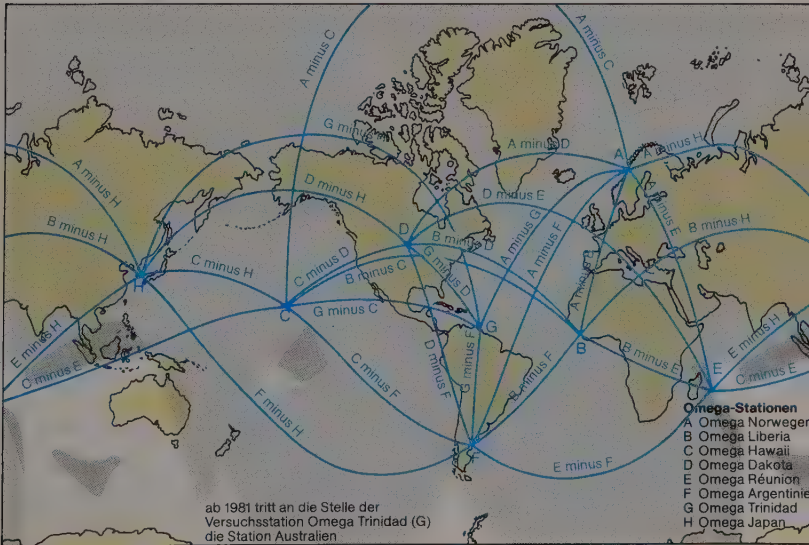 A minus C
A minus C
G minus
A minus D
A
A minus H
A minus H
D minus H
D minus E
A minus E
A minus G
A minus F
B minus H
B minus H
D
B minus D
C minus D
G minus D
B minus C
H
C minus H
A minus B
C
G minus C
G
B
E minus H
C minus E
C minus F
D minus F
G minus F
B minus F
B minus E
E
E minus H
C minus E
F minus H
F
E minus F
Omega-Stationen
A Omega Norwegen
B Omega Liberia
C Omega Hawaii
D Omega Dakota
E Omega Réunion
F Omega Argentinie
G Omega Trinidad
H Omega Japan
ab 1981 tritt an die Stelle der
Versuchsstation Omega Trinidad (G)
die Station Australien